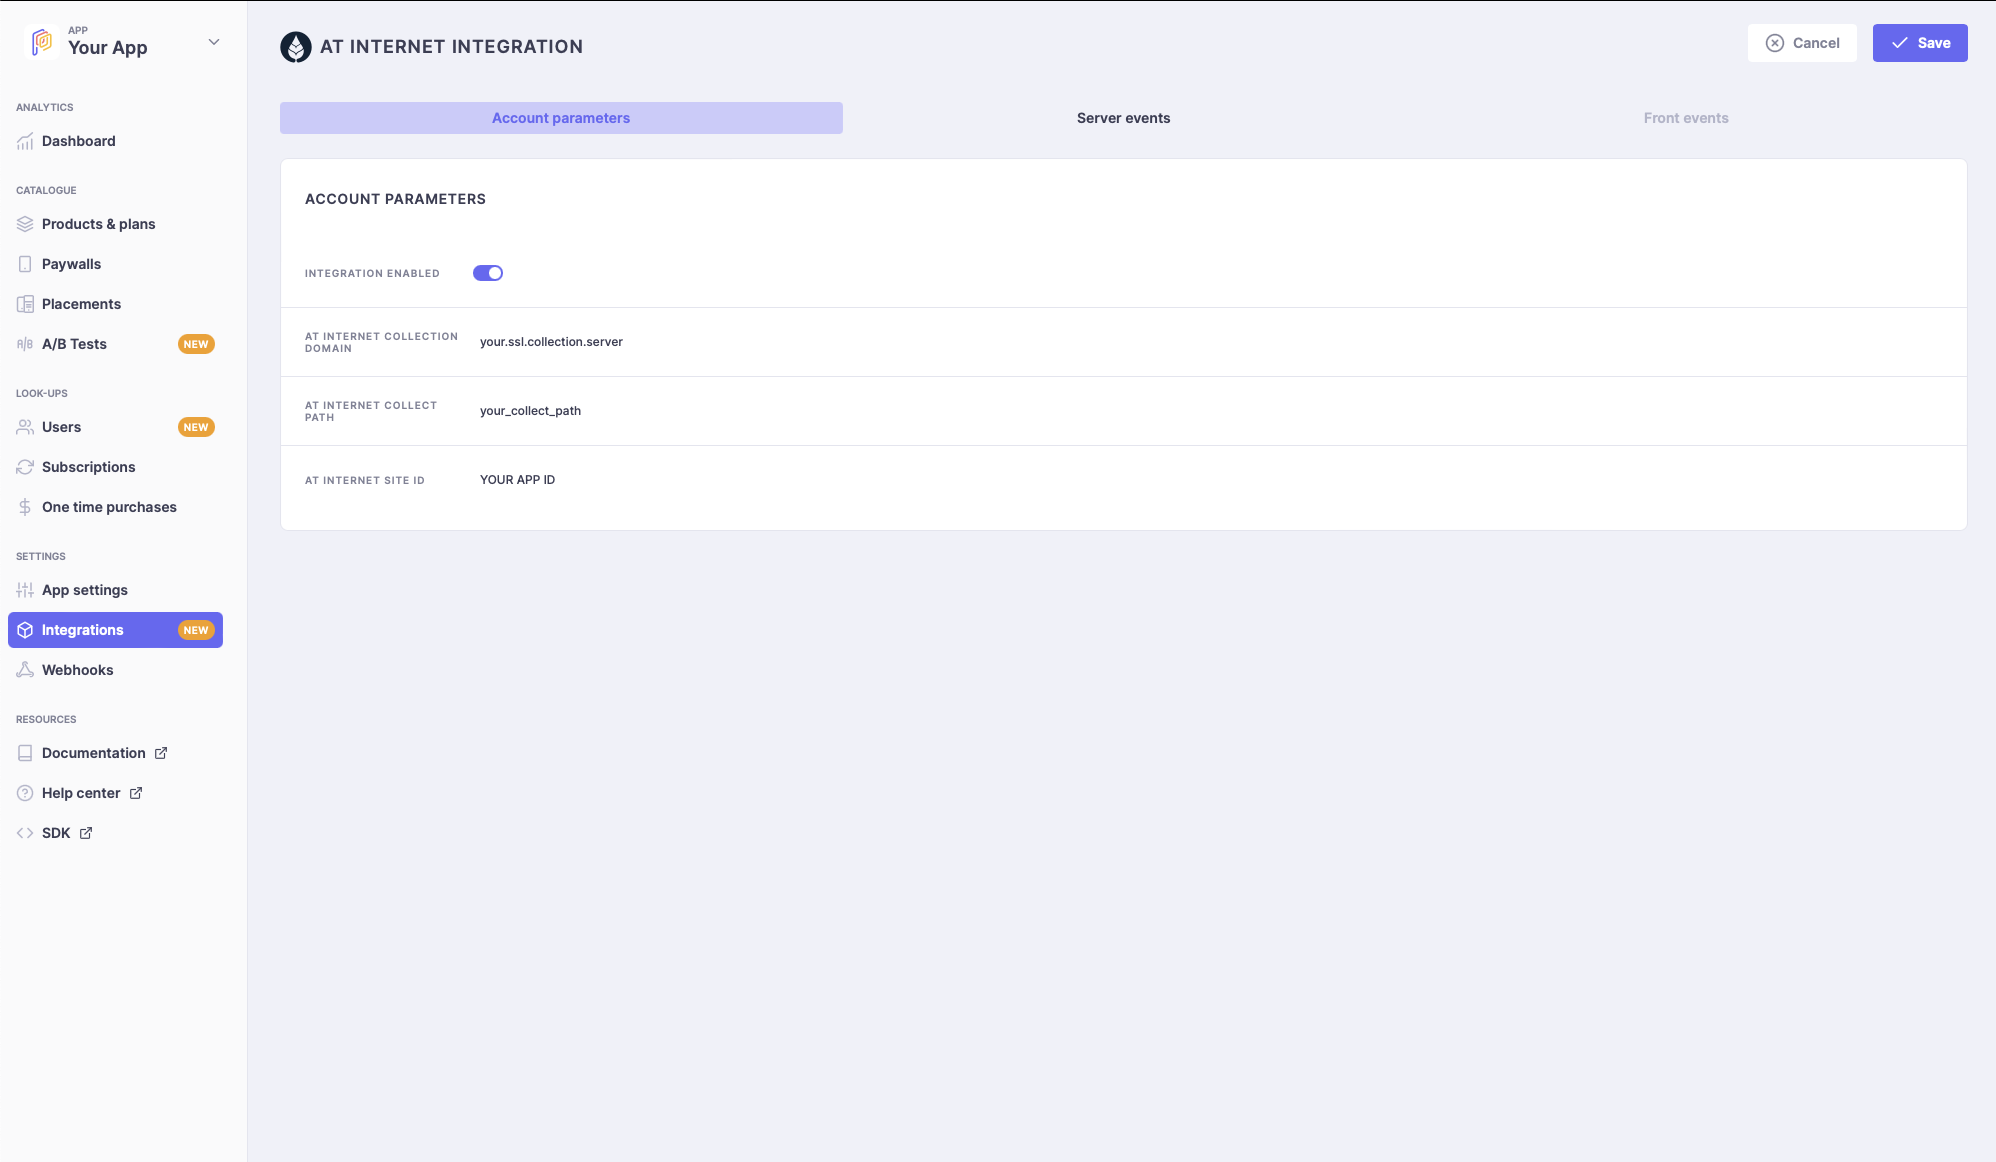 APP
Your App
ANALYTICS
Dashboard
CATALOGUE
Products & plans
Paywalls
Placements
A/B Tests NEW
LOOK-UPS
Users NEW
Subscriptions
One time purchases
SETTINGS
App settings
Integrations NEW
Webhooks
RESOURCES
Documentation
Help center
SDK
AT INTERNET INTEGRATION
Cancel
Save
Account parameters
Server events
Front events
ACCOUNT PARAMETERS
INTEGRATION ENABLED
AT INTERNET COLLECTION
DOMAIN
your.ssl.collection.server
AT INTERNET COLLECT
PATH
your_collect_path
AT INTERNET SITE ID
YOUR APP ID